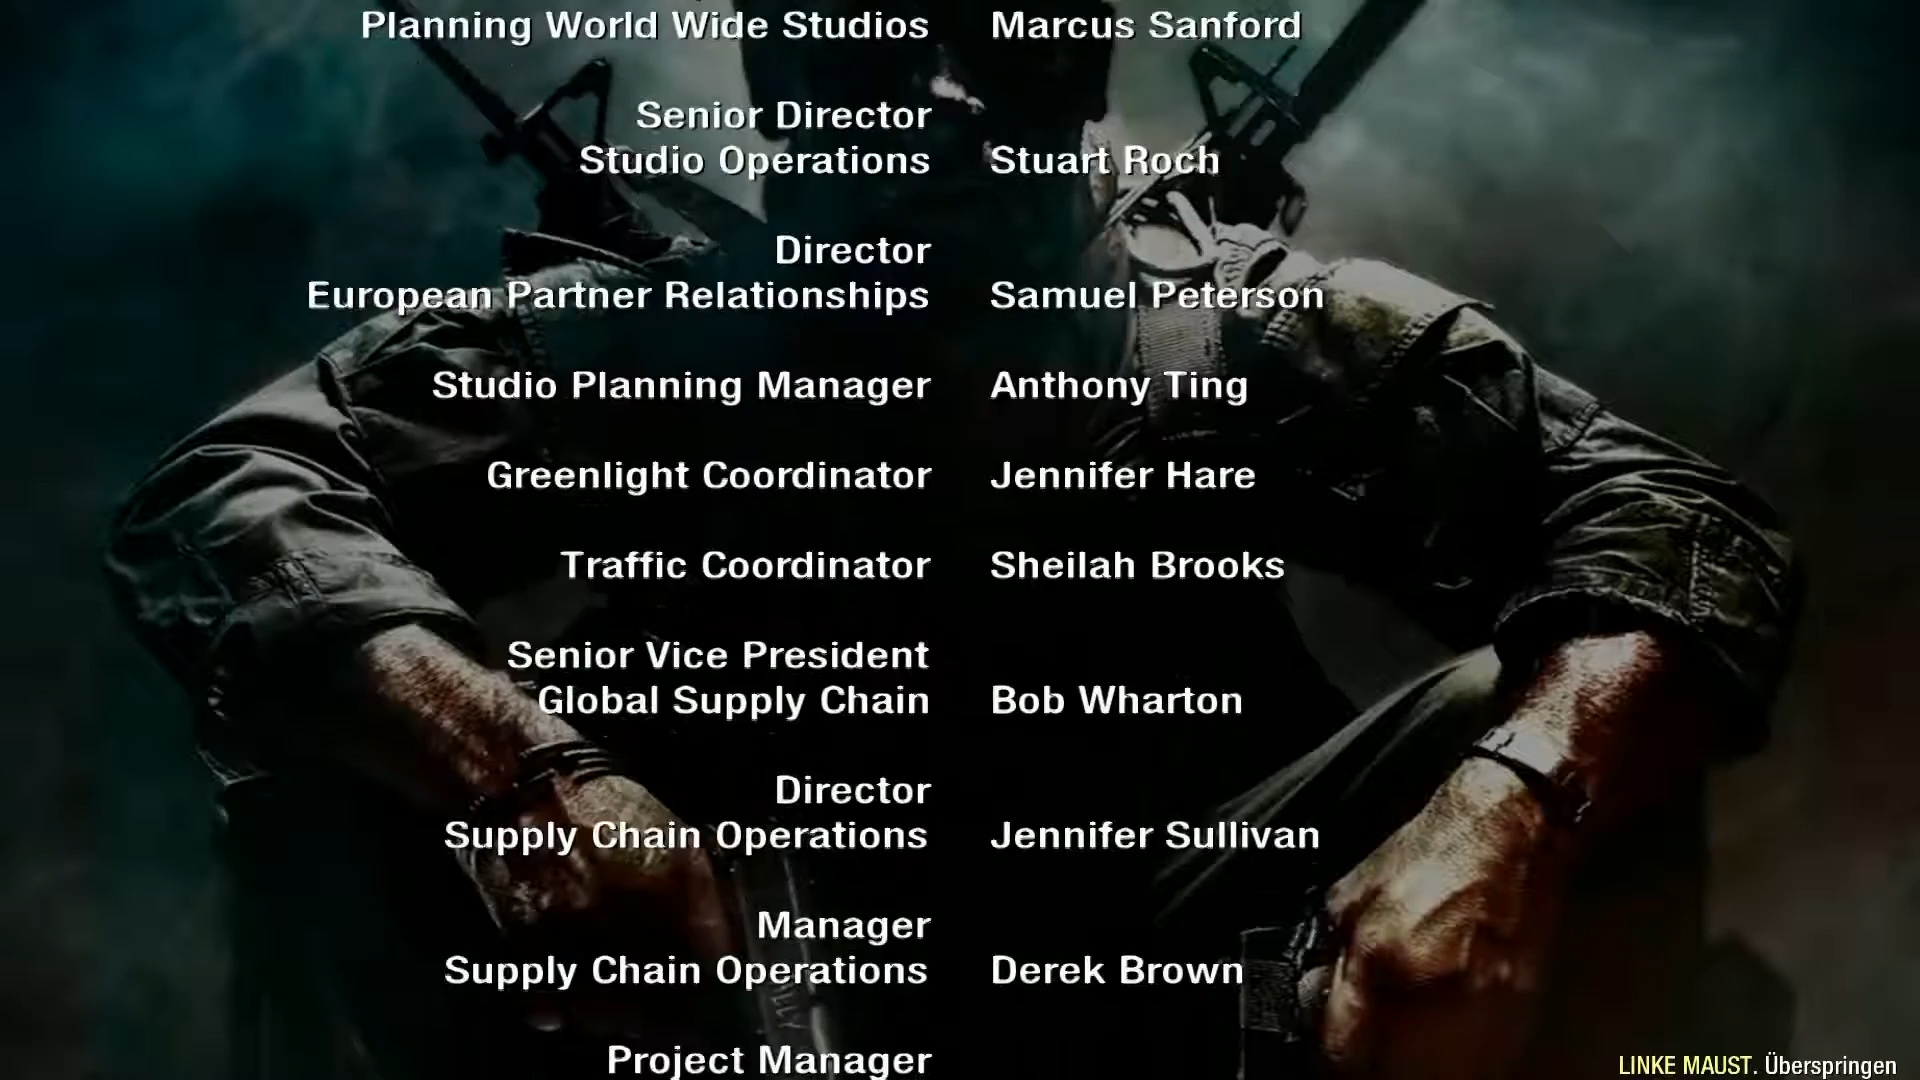 Planning World Wide Studios Marcus Sanford
Senior Director
Studio Operations Stuart Roch
Director
European Partner Relationships Samuel Peterson
Studio Planning Manager Anthony Ting
Greenlight Coordinator Jennifer Hare
Traffic Coordinator Sheilah Brooks
Senior Vice President
Global Supply Chain Bob Wharton
Director
Supply Chain Operations Jennifer Sullivan
Manager
Supply Chain Operations Derek Brown
Project Manager
LINKE MAUST. Überspringen